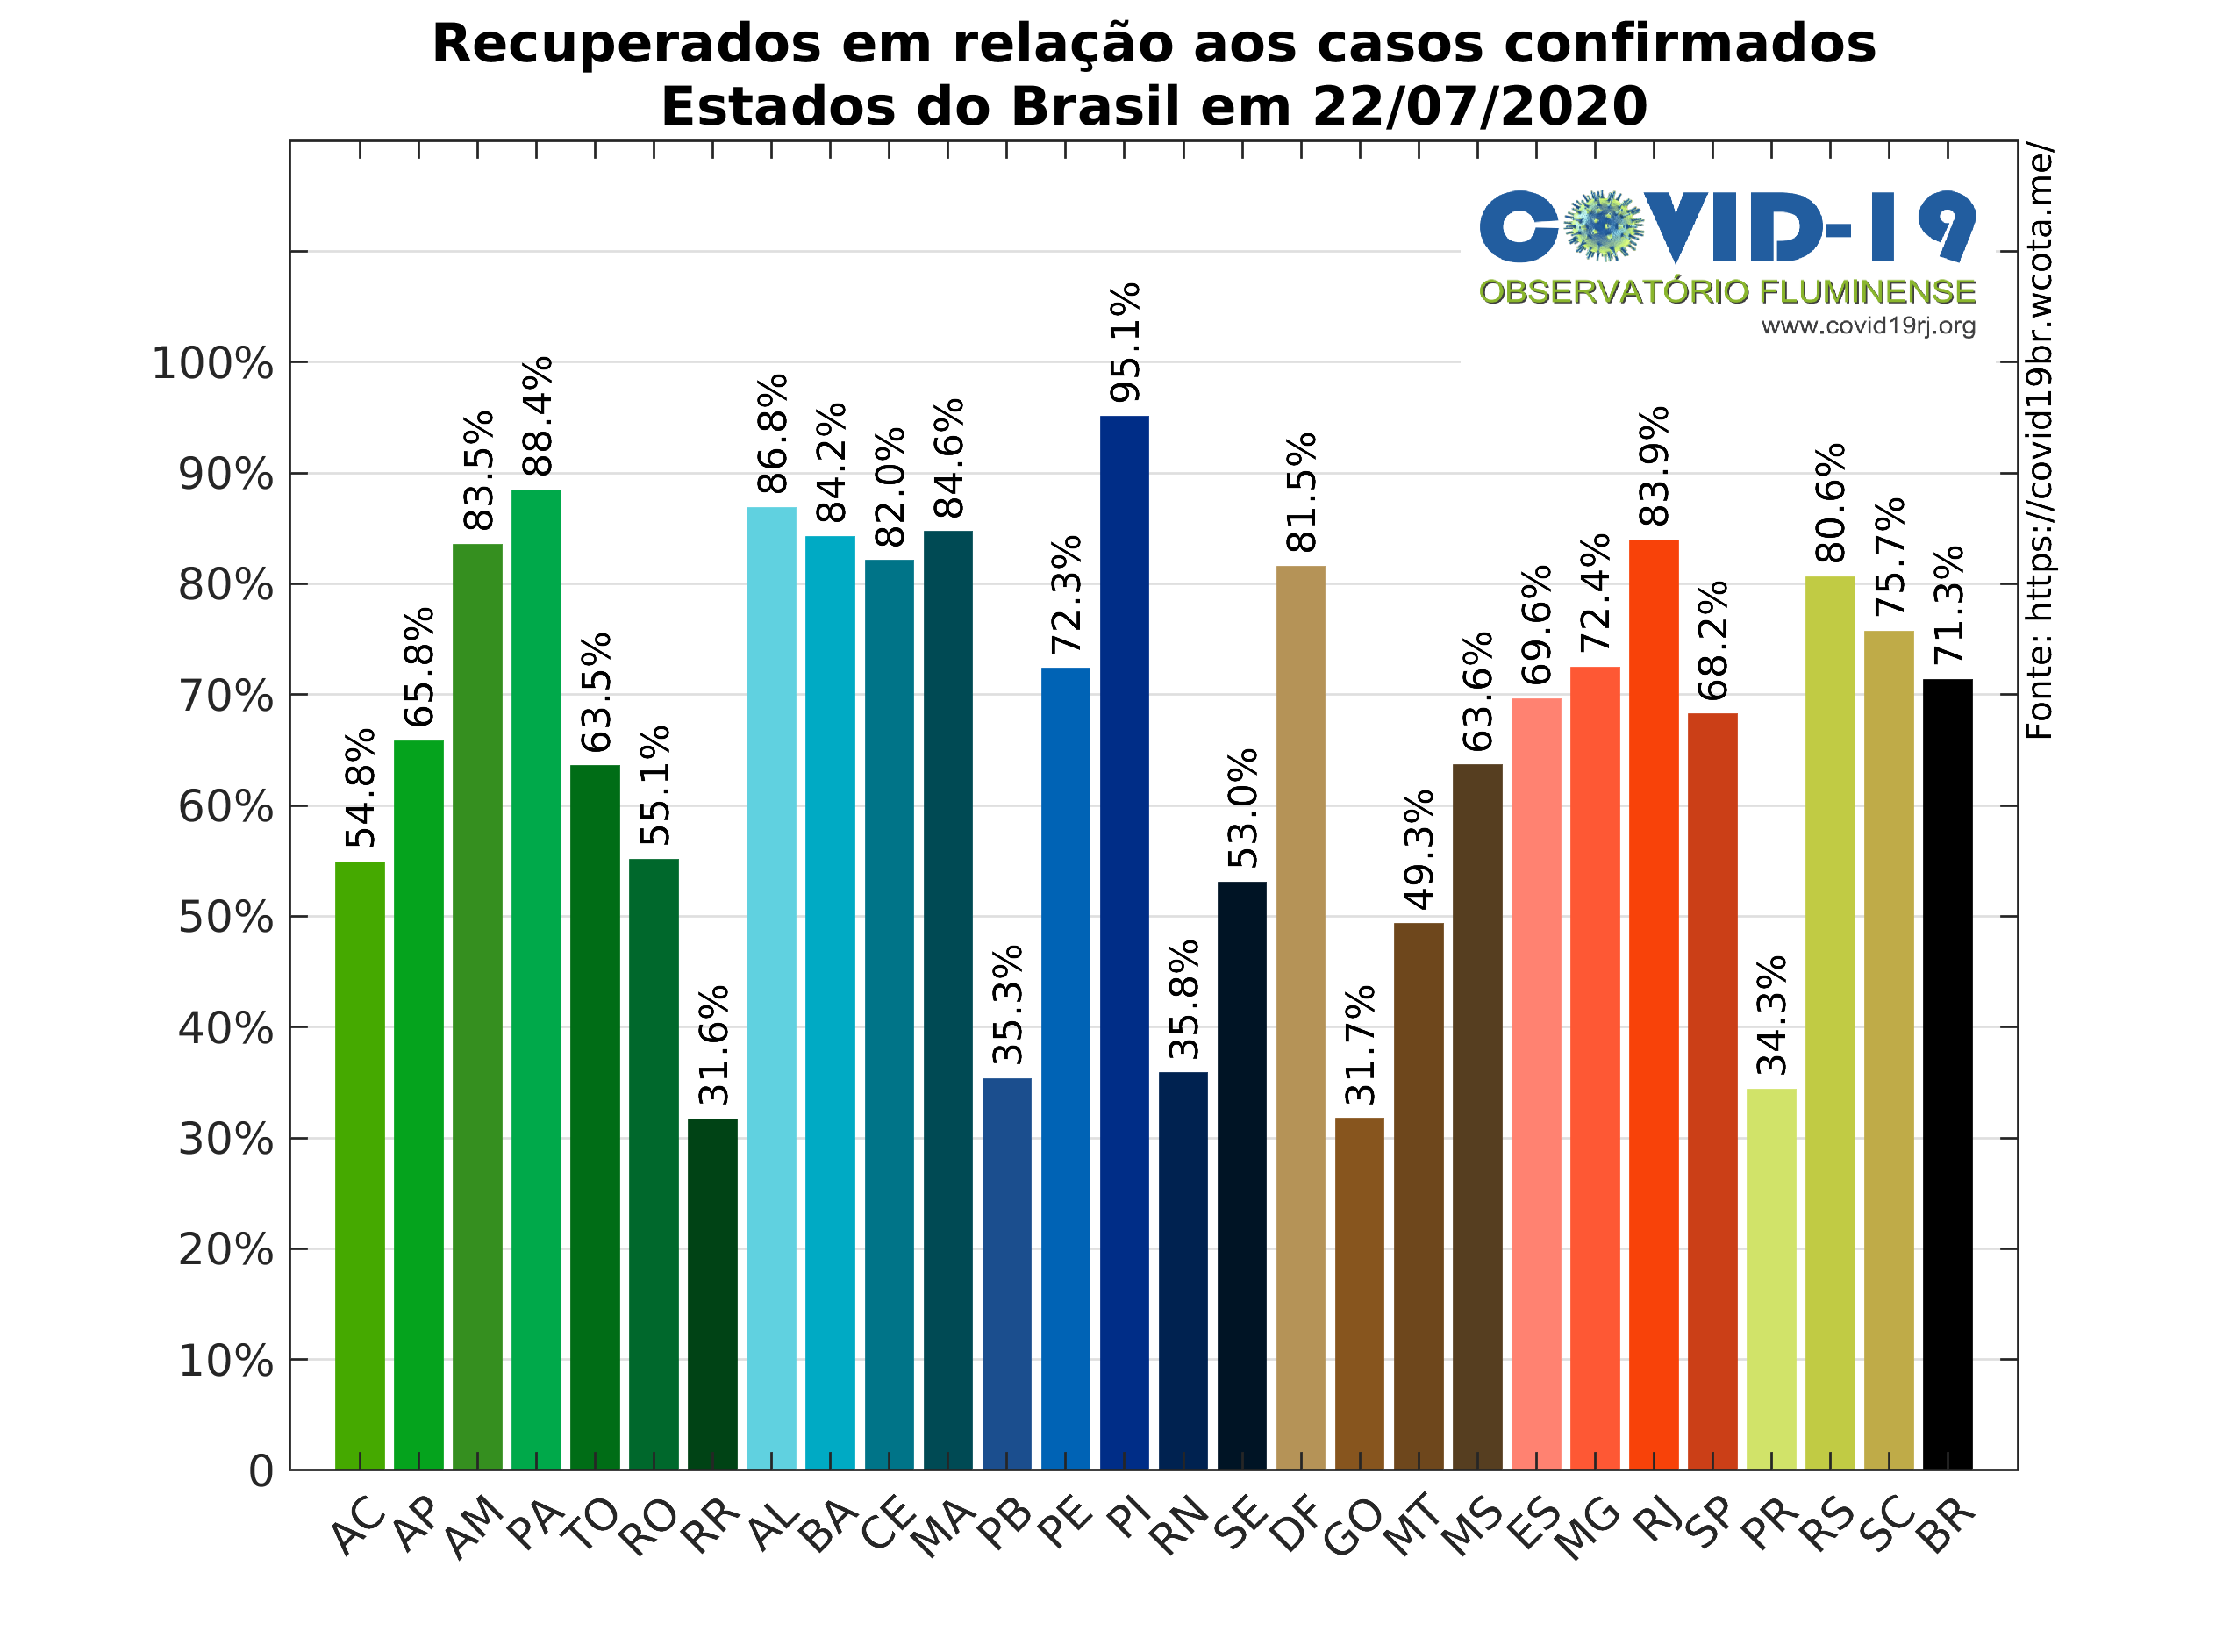 Recuperados em relação aos casos confirmados
Estados do Brasil em 22/07/2020
COVID-19
OBSERVATÓRIO FLUMINENSE
www.covid19rj.org
Fonte: https://covid19br.wcota.me/
100%
90%
80%
70%
60%
50%
40%
30%
20%
10%
0
54.8%
65.8%
83.5%
88.4%
63.5%
55.1%
31.6%
86.8%
84.2%
82.0%
84.6%
35.3%
72.3%
95.1%
35.8%
53.0%
81.5%
31.7%
49.3%
63.6%
69.6%
72.4%
83.9%
68.2%
34.3%
80.6%
75.7%
71.3%
AC
AP
AM
PA
TO
RO
RR
AL
BA
CE
MA
PB
PE
PI
RN
SE
DF
GO
MT
MS
ES
MG
RJ
SP
PR
RS
SC
BR